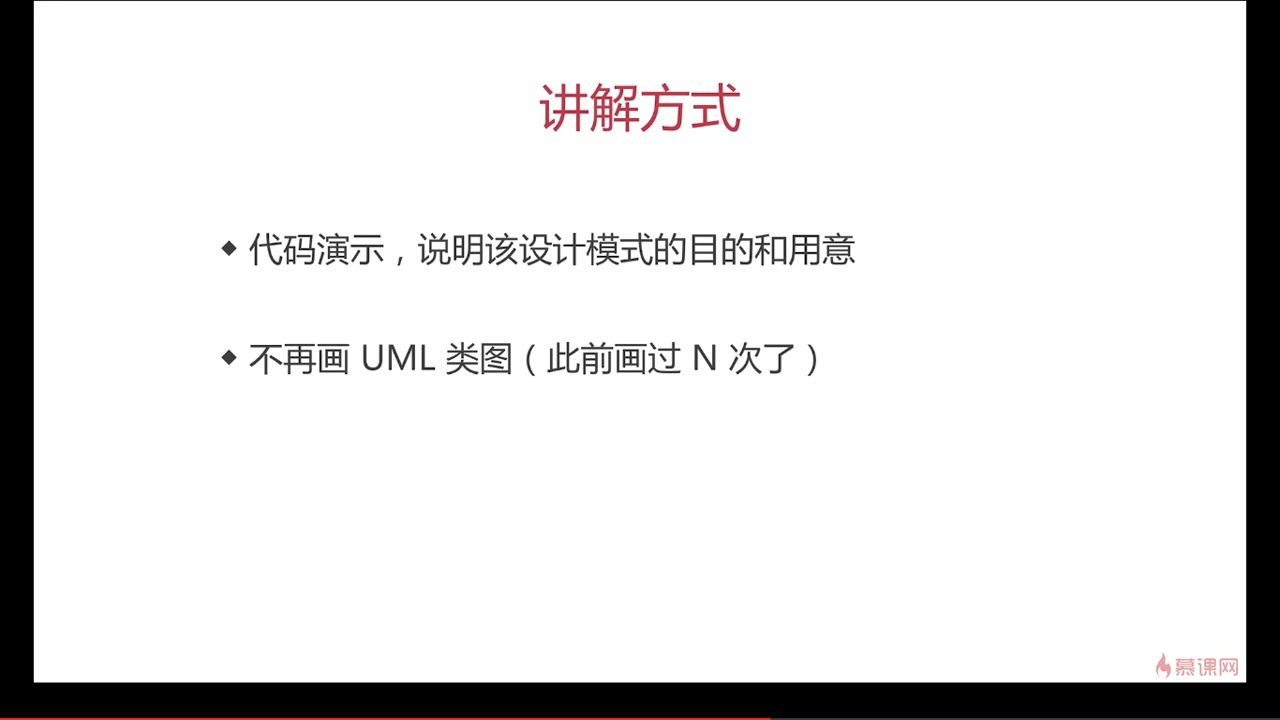 讲解方式
◆ 代码演示，说明该设计模式的目的和用意
◆ 不再画 UML 类图（此前画过 N 次了）
慕课网